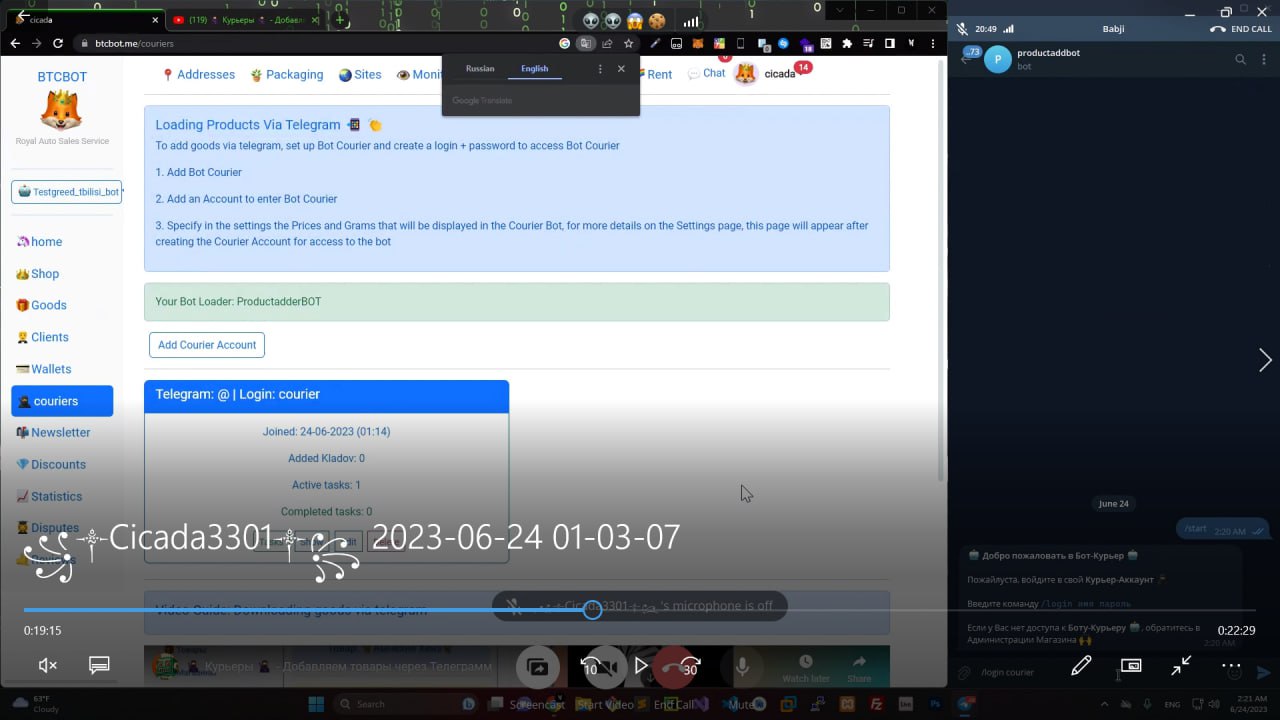 cicada
(119) Курьеры - Добавл
btcbot.me/couriers
BTCBOT
Royal Auto Sales Service
Testgreed_tbilisi_bot
home
Shop
Goods
Clients
Wallets
couriers
Newsletter
Discounts
Statistics
Disputes
Addresses
Packaging
Sites
Rent
Chat
cicada
14
Russian
English
Google Translate
Loading Products Via Telegram
To add goods via telegram, set up Bot Courier and create a login + password to access Bot Courier
1. Add Bot Courier
2. Add an Account to enter Bot Courier
3. Specify in the settings the Prices and Grams that will be displayed in the Courier Bot, for more details on the Settings page, this page will appear after
creating the Courier Account for access to the bot
Your Bot Loader: ProductadderBOT
Add Courier Account
Telegram: @ | Login: courier
Joined: 24-06-2023 (01:14)
Added Kladov: 0
Active tasks: 1
Completed tasks: 0
Cicada3301 2023-06-24 01-03-07
Video Guide: Downloading goods via telegram
Cicada3301 's microphone is off
0:19:15
0:22:29
Курьеры - Добавляем товары через Телеграмм
10
30
Watch later
Share
Screencast
Start Video
End Call
Mute
20:49
Babji
END CALL
..73
P
productaddbot
bot
June 24
/start 2:20 AM
Добро пожаловать в Бот-Курьер
Пожайлуста, войдите в свой Курьер-Аккаунт
Введите команду /login имя пароль
Если у Вас нет доступа к Боту-Курьеру , обратитесь в
Администрации Магазина
2:20 AM
/login courier
63°F
Cloudy
Search
ENG
2:21 AM
6/24/2023